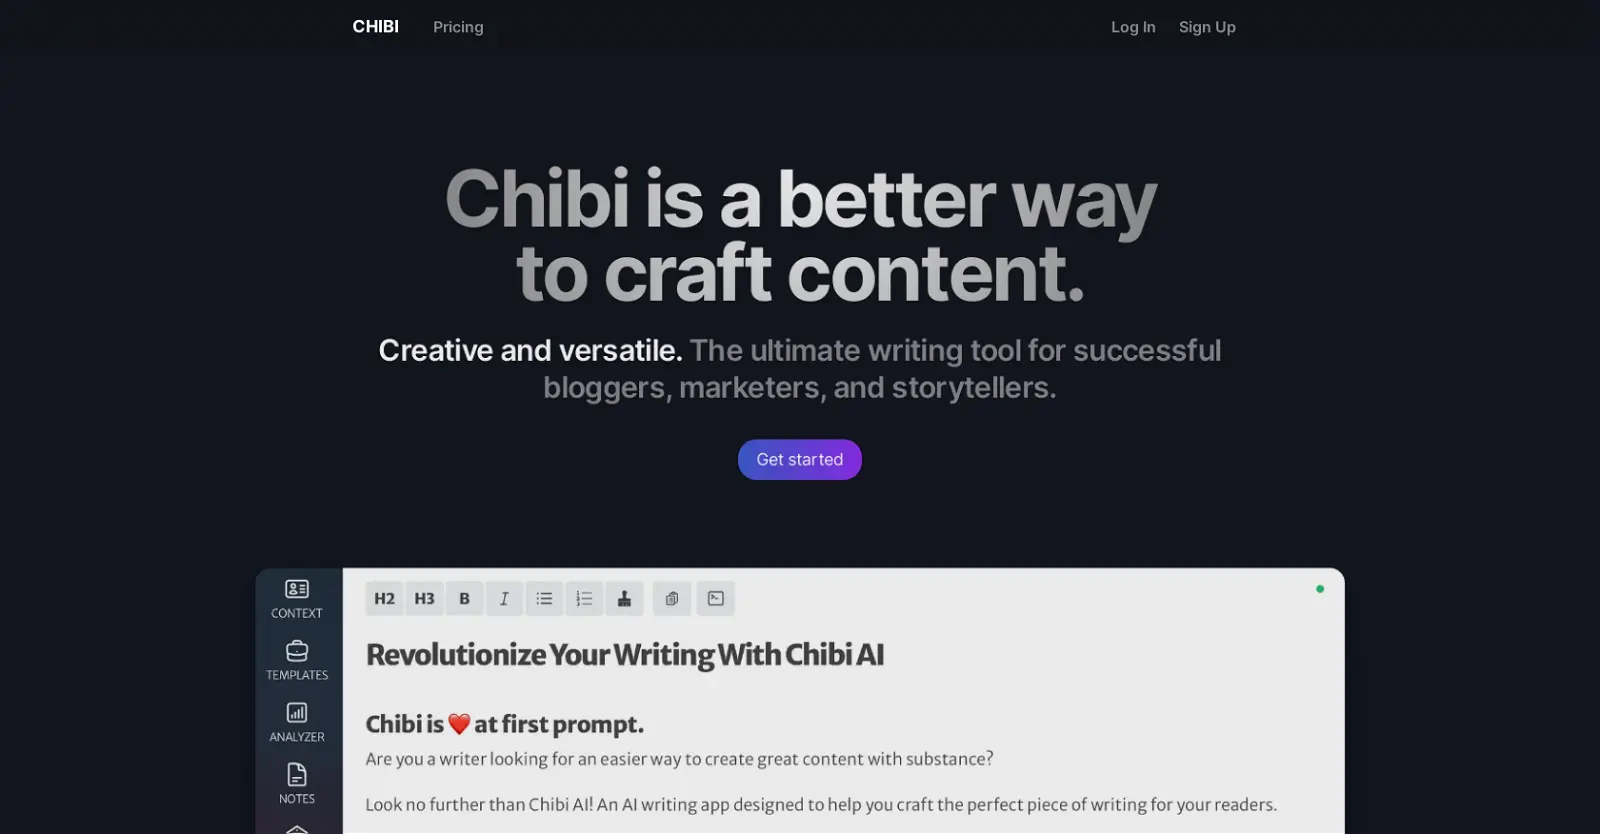 CHIBI Pricing Log In Sign Up
Chibi is a better way
to craft content.
Creative and versatile. The ultimate writing tool for successful
bloggers, marketers, and storytellers.
Get started
H2 H3 B I
CONTEXT
TEMPLATES
ANALYZER
NOTES
Revolutionize Your Writing With Chibi AI
Chibi is ❤️ at first prompt.
Are you a writer looking for an easier way to create great content with substance?
Look no further than Chibi AI! An AI writing app designed to help you craft the perfect piece of writing for your readers.